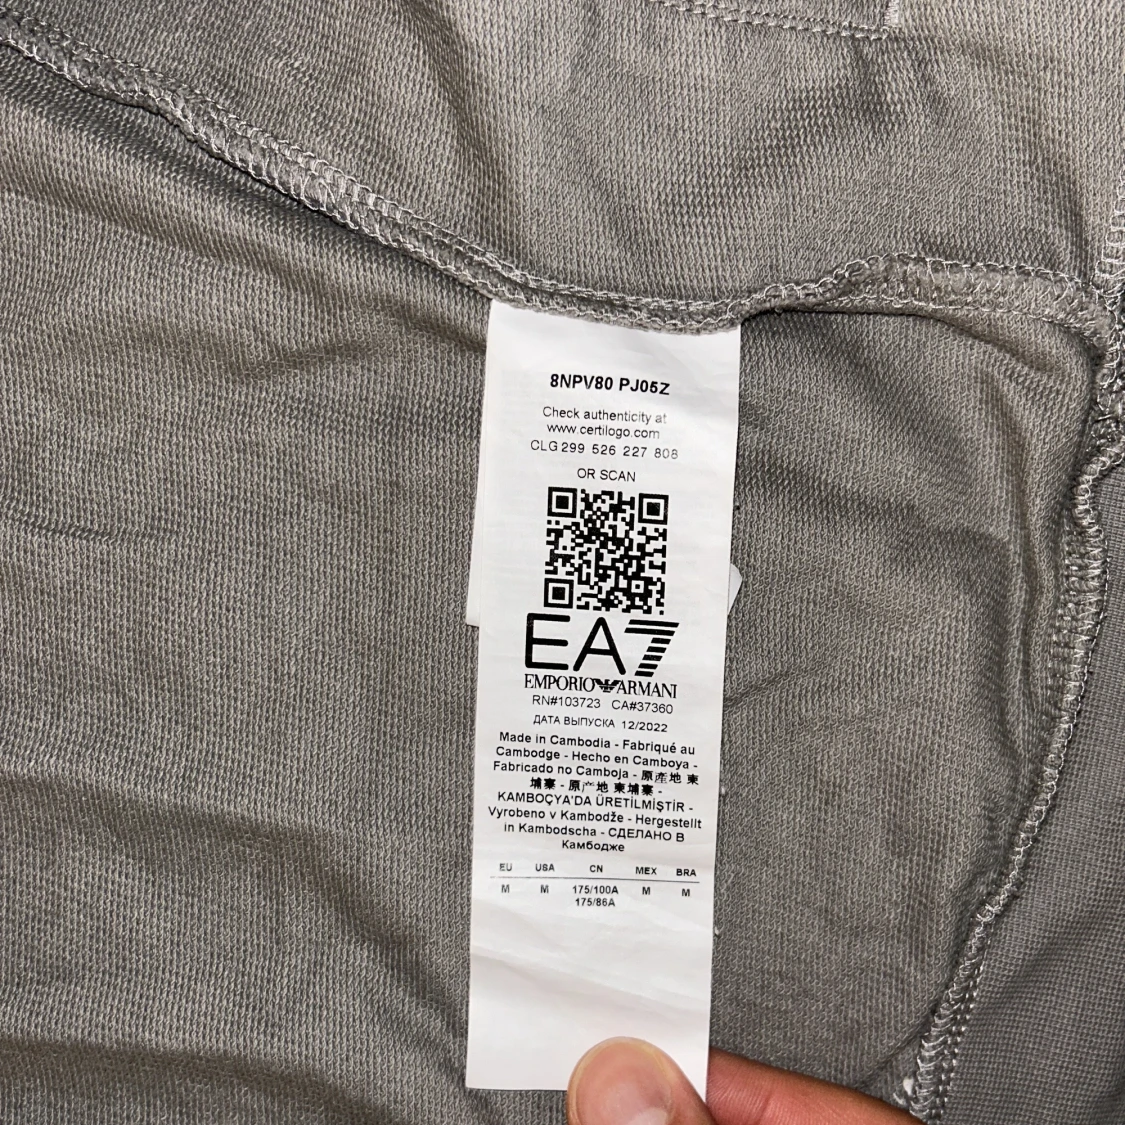 8NPV80 PJ05Z
Check authenticity at
www.certilogo.com
CLG 299 526 227 808
OR SCAN
EA7
EMPORIO ARMANI
RN#103723 CA#37360
ДАТА ВЫПУСКА 12/2022
Made in Cambodia - Fabriqué au
Cambodge - Hecho en Camboya -
Fabricado no Camboja - 原產地 柬
埔寨 - 原产地 柬埔寨 -
KAMBOÇYA'DA ÜRETİLMİŞTİR -
Vyrobeno v Kambodže - Hergestellt
in Kambodscha - СДЕЛАНО В
Камбодже
EU USA CN MEX BRA
M M 175/100A M M
175/86A